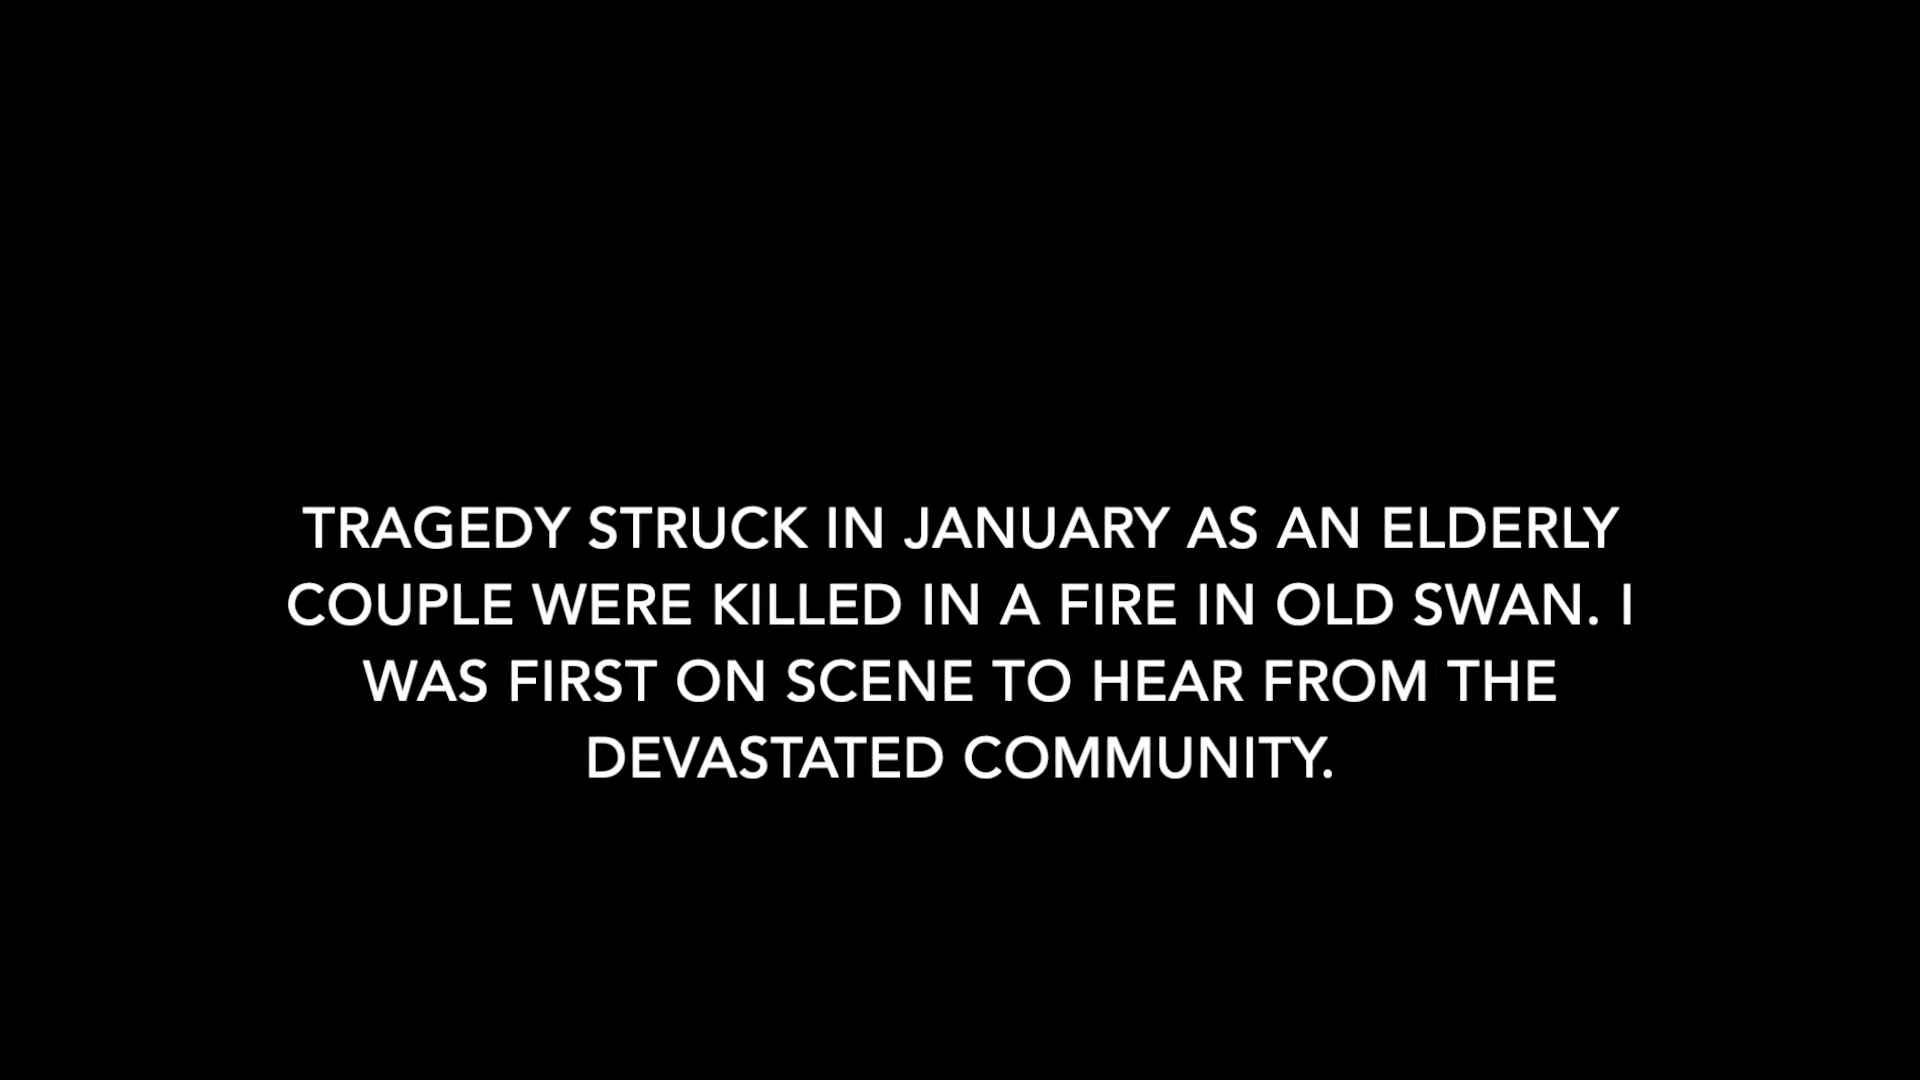 TRAGEDY STRUCK IN JANUARY AS AN ELDERLY
COUPLE WERE KILLED IN A FIRE IN OLD SWAN. I
WAS FIRST ON SCENE TO HEAR FROM THE
DEVASTATED COMMUNITY.